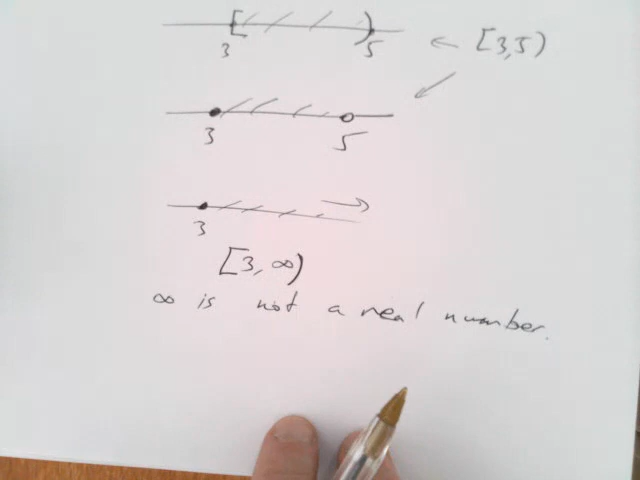 [ )
3 5 [3,5)
3 5
3
[3, ∞)
∞ is not a real number.